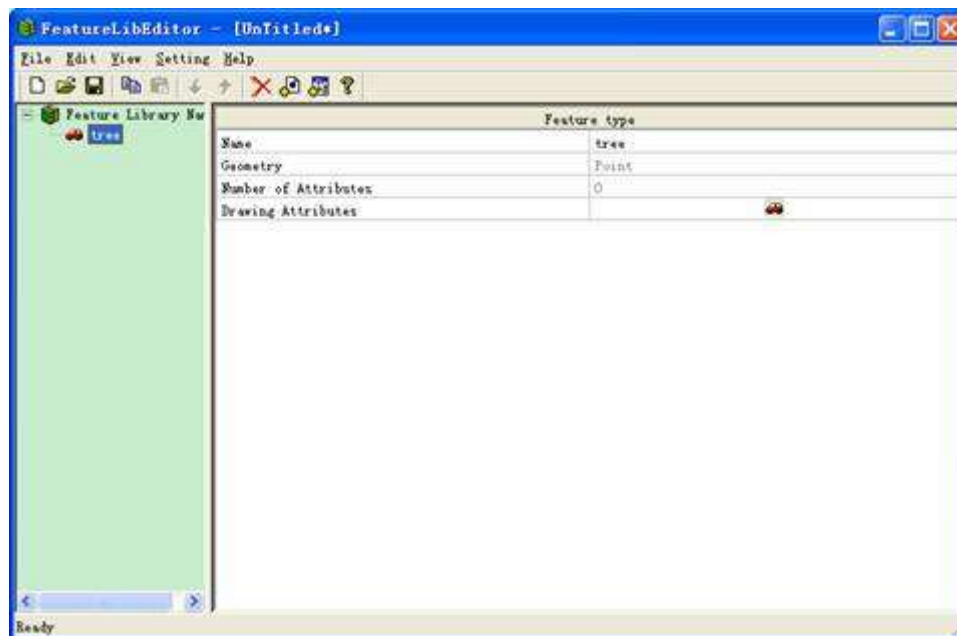 FeatureLibEditor - [UnTitled*]
File Edit View Setting Help
Feature Library Na
tree
Feature type
Name tree
Geometry Point
Number of Attributes 0
Drawing Attributes
Ready